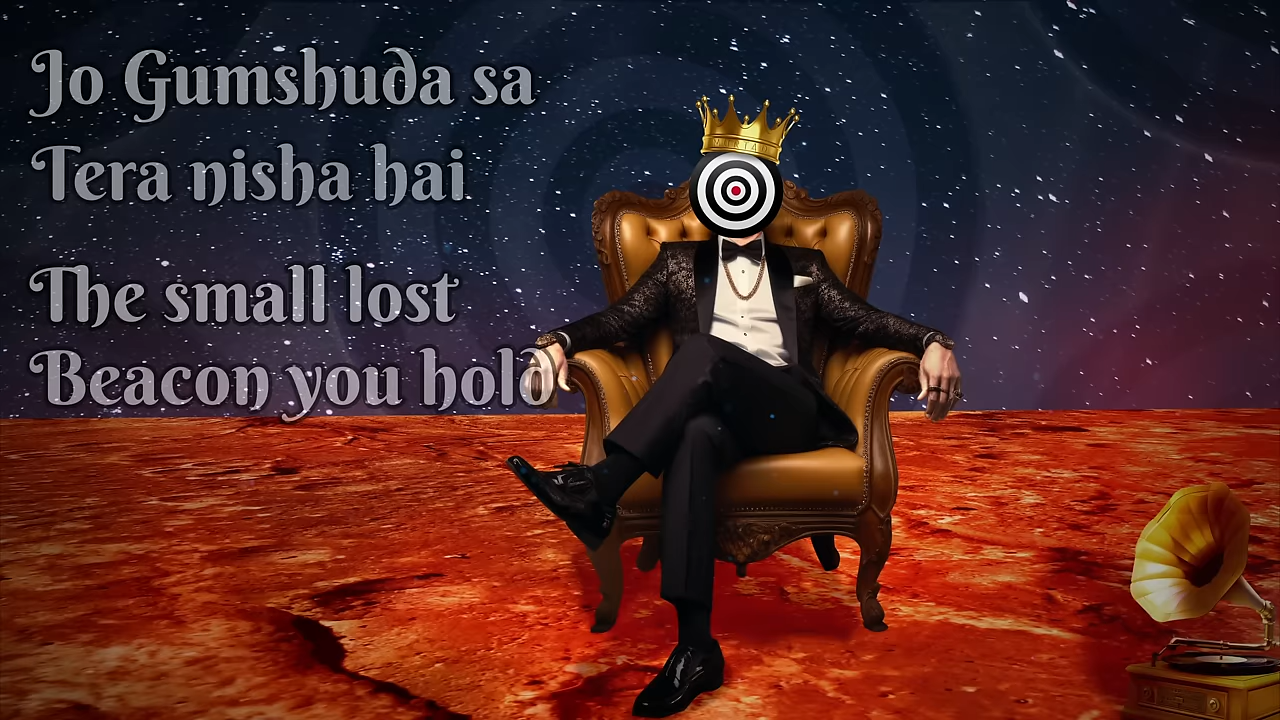 Jo Gumshuda sa
Tera nisha hai
The small lost
Beacon you hold